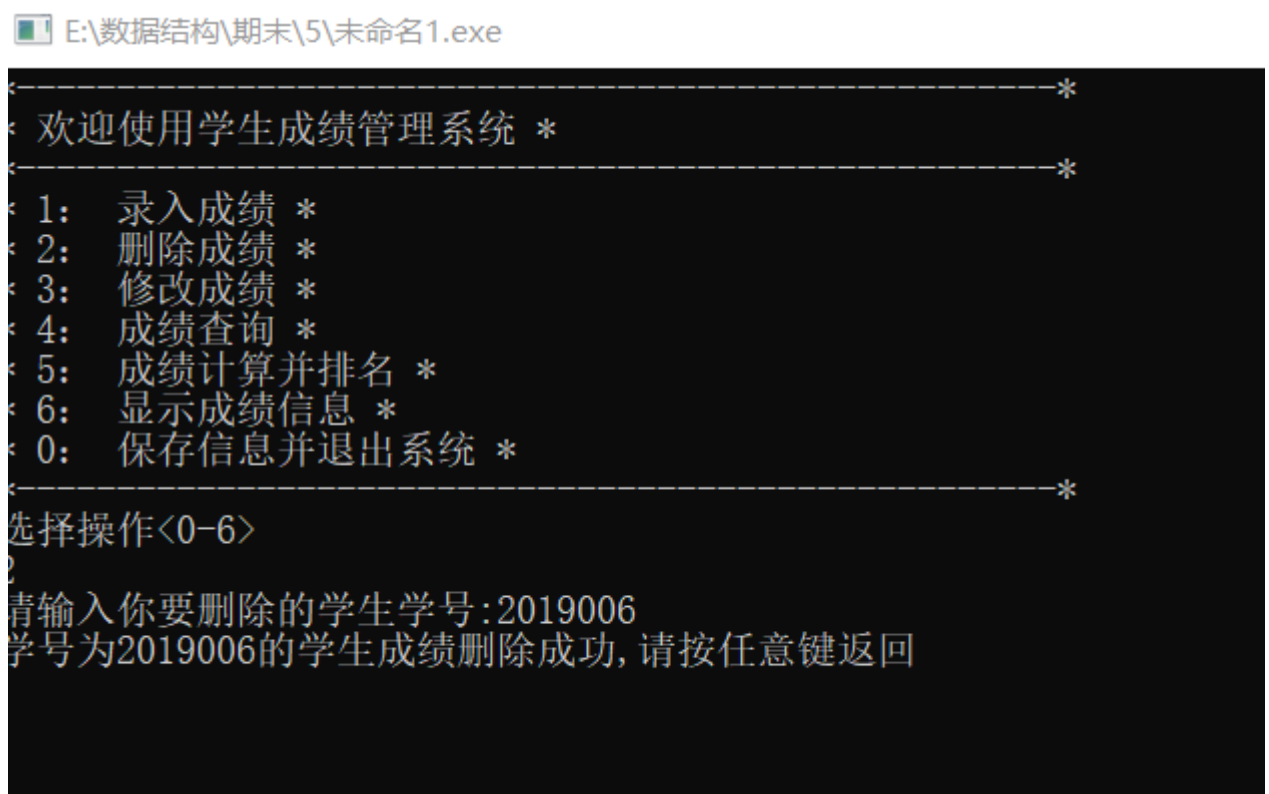 E:\数据结构\期末\5\未命名1.exe
*----------------------------------------------------*
* 欢迎使用学生成绩管理系统 *
*----------------------------------------------------*
* 1： 录入成绩 *
* 2： 删除成绩 *
* 3： 修改成绩 *
* 4： 成绩查询 *
* 5： 成绩计算并排名 *
* 6： 显示成绩信息 *
* 0： 保存信息并退出系统 *
*----------------------------------------------------*
选择操作<0-6>
2
请输入你要删除的学生学号:2019006
学号为2019006的学生成绩删除成功,请按任意键返回